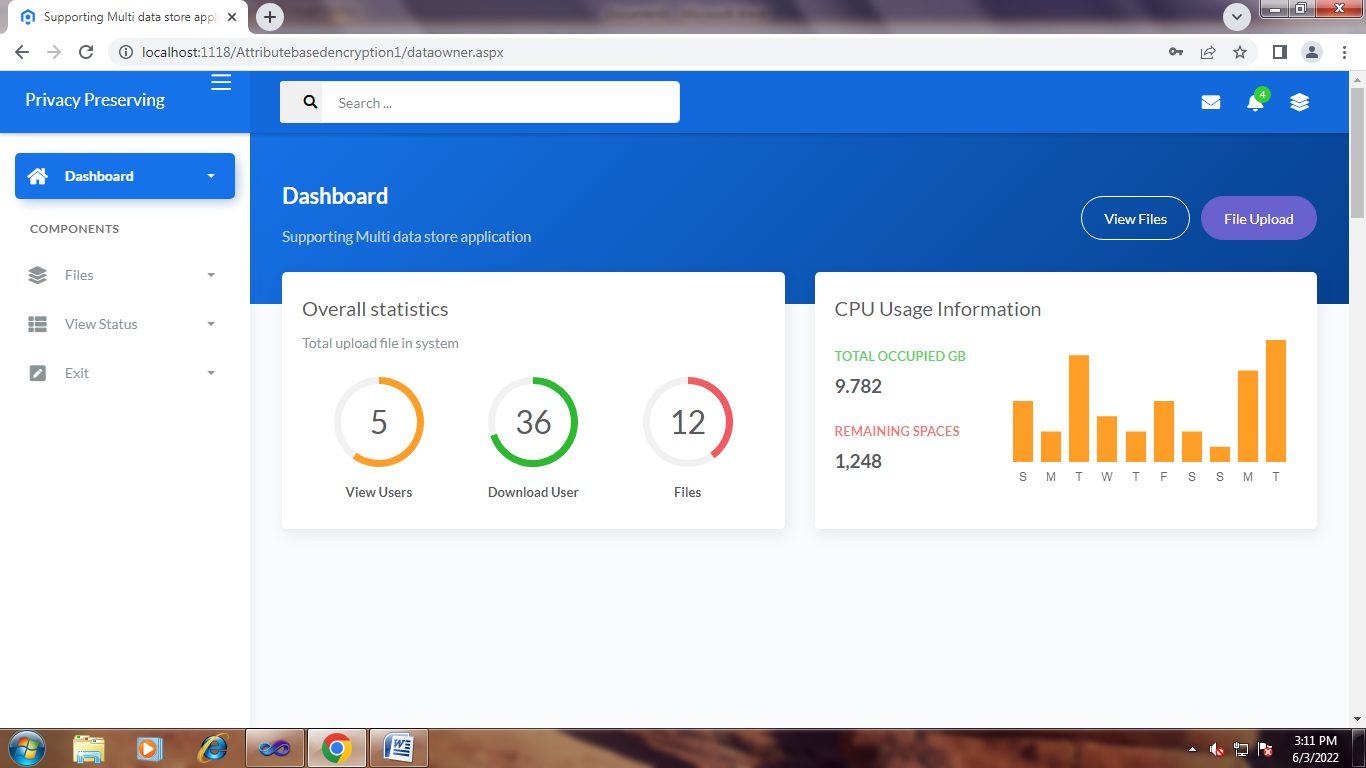 Supporting Multi data store appl
localhost:1118/Attributebasedencryption1/dataowner.aspx
Privacy Preserving
Search ...
4
Dashboard
COMPONENTS
Files
View Status
Exit
Dashboard
Supporting Multi data store application
View Files
File Upload
Overall statistics
Total upload file in system
5
36
12
View Users
Download User
Files
CPU Usage Information
TOTAL OCCUPIED GB
9.782
REMAINING SPACES
1,248
S M T W T F S S M T
3:11 PM
6/3/2022